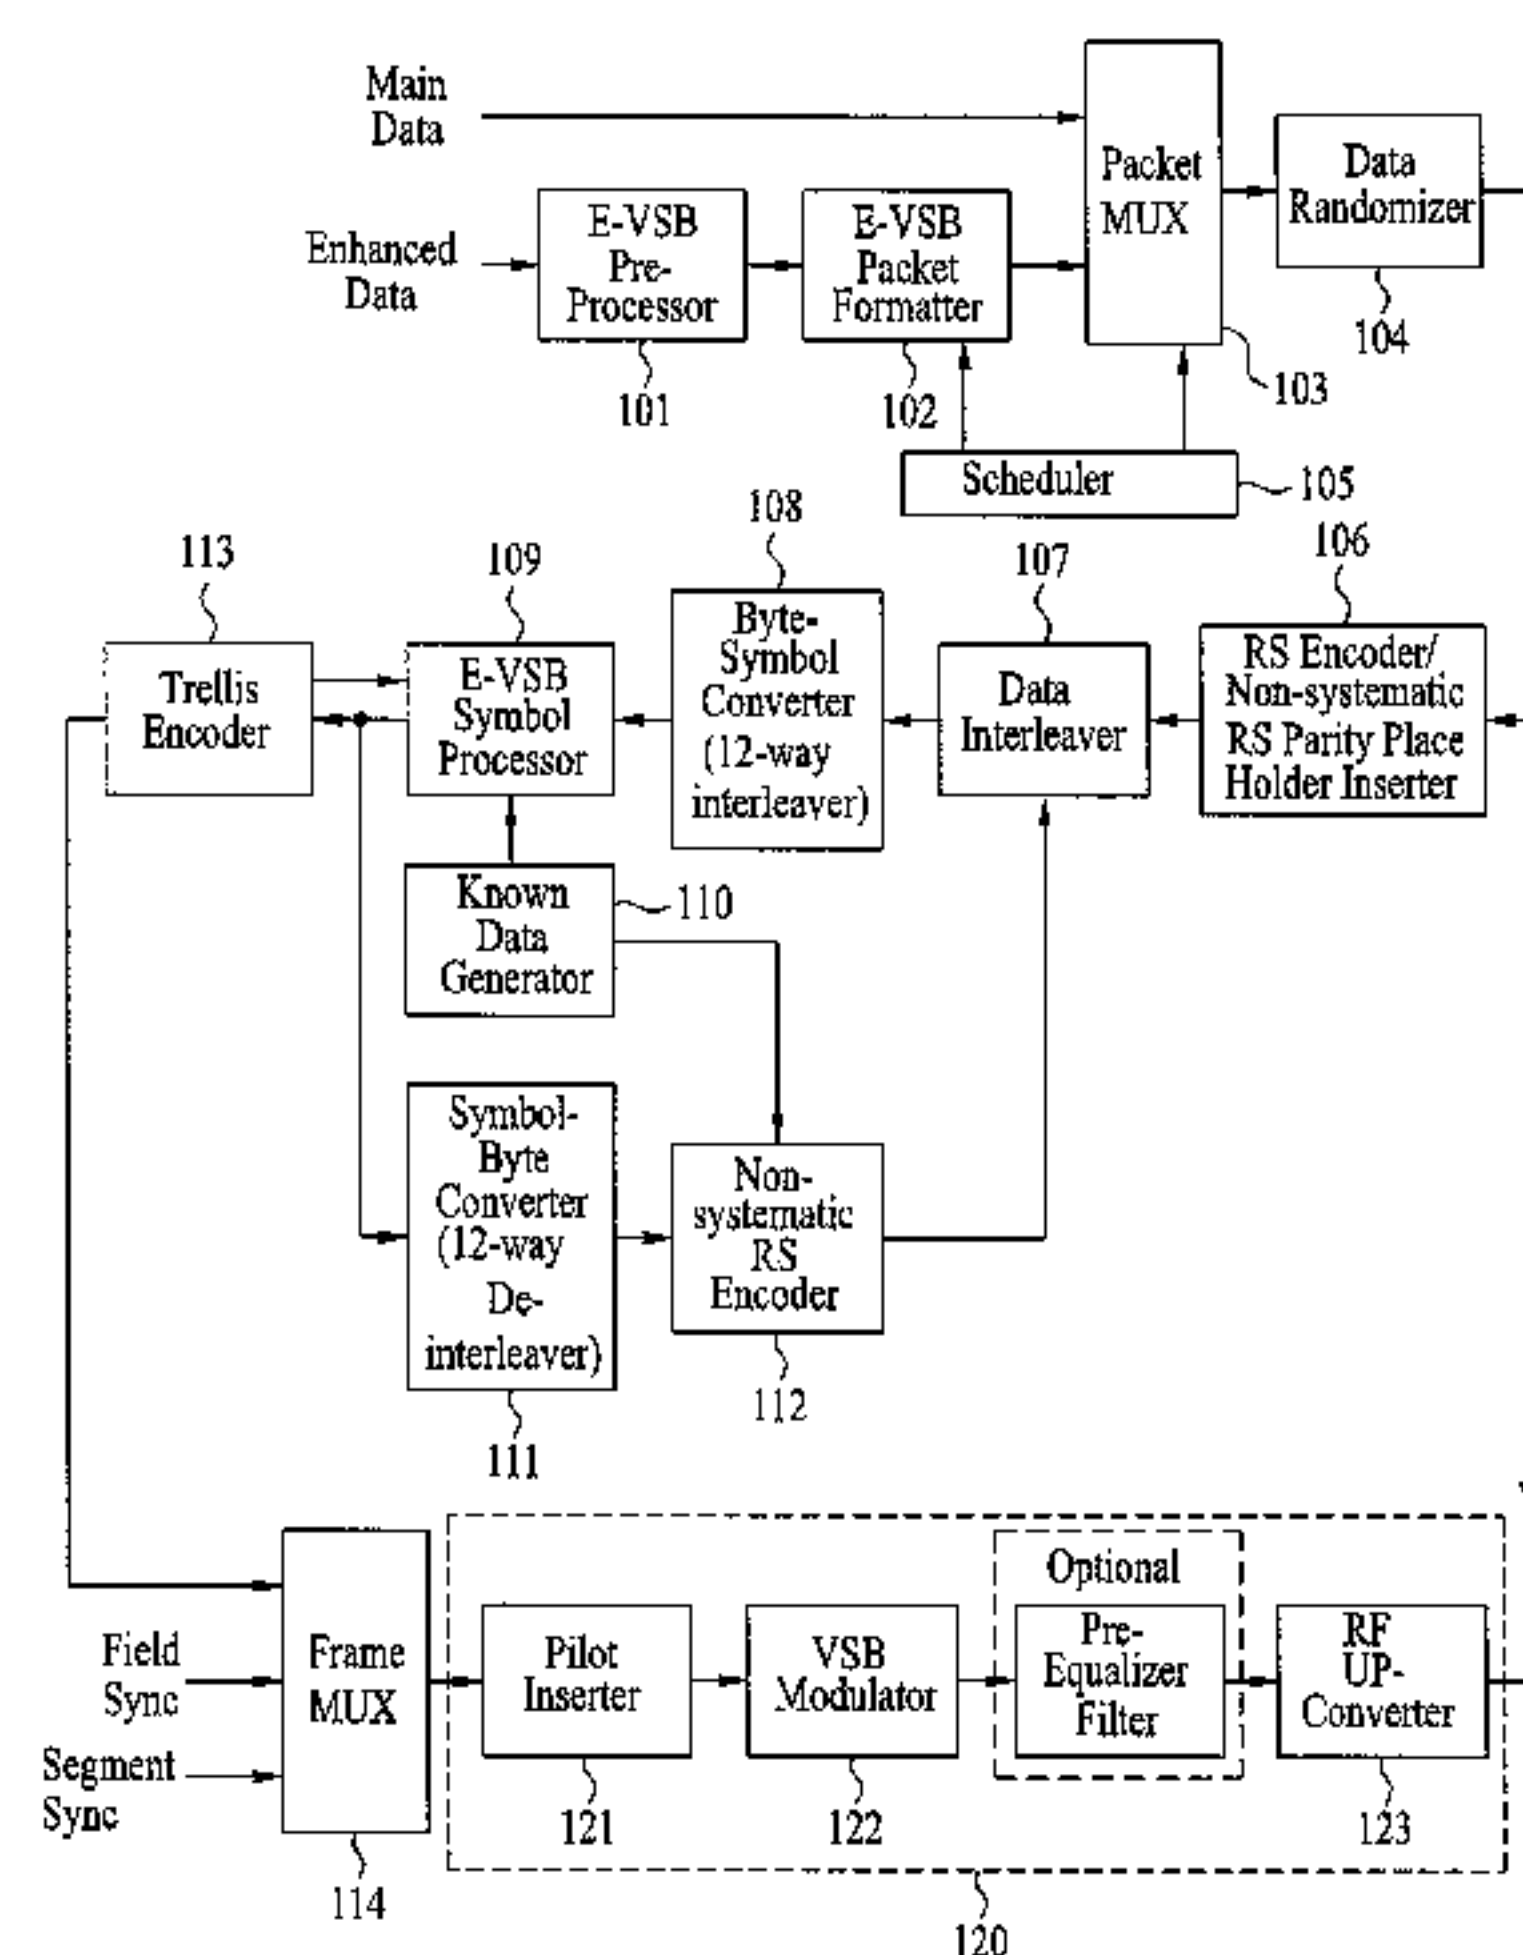 Main
Data
Enhanced
Data
E-VSB
Pre-
Processor
101
E-VSB
Packet
Formatter
102
Packet
MUX
103
Data
Randomizer
104
Scheduler
105
113
Trellis
Encoder
109
E-VSB
Symbol
Processor
108
Byte-
Symbol
Converter
(12-way
interleaver)
107
Data
Interleaver
106
RS Encoder/
Non-systematic
RS Parity Place
Holder Inserter
Known
Data
Generator
110
Symbol-
Byte
Converter
(12-way
De-
interleaver)
111
Non-
systematic
RS
Encoder
112
Field
Sync
Segment
Sync
Frame
MUX
114
Pilot
Inserter
121
VSB
Modulator
122
Optional
Pre-
Equalizer
Filter
RF
UP-
Converter
123
120